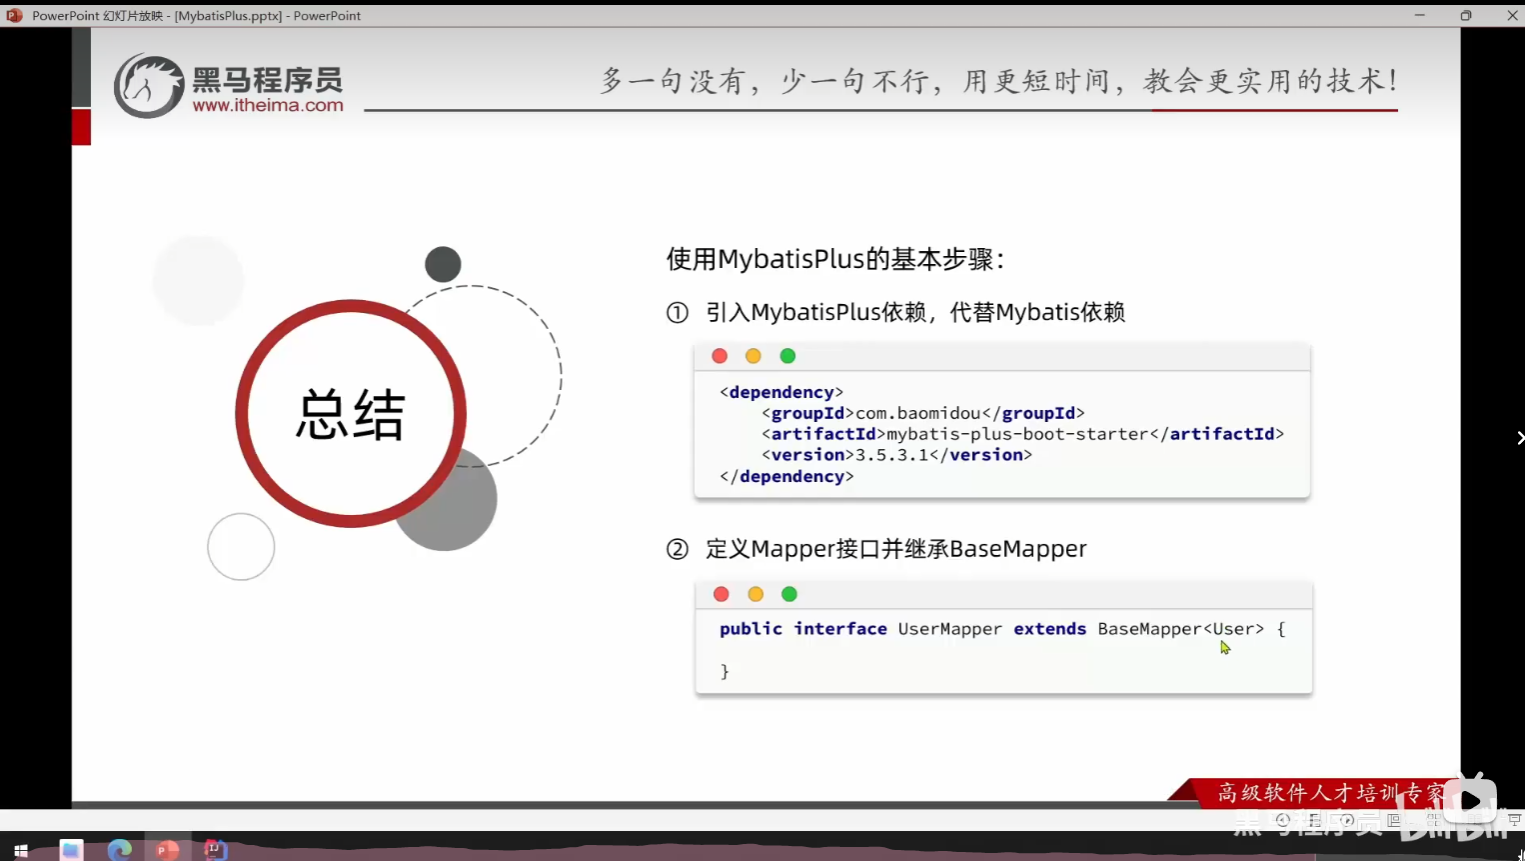 PowerPoint 幻灯片放映 - [MybatisPlus.pptx] - PowerPoint
黑马程序员
www.itheima.com
多一句没有，少一句不行，用更短时间，教会更实用的技术！
总结
使用MybatisPlus的基本步骤：
① 引入MybatisPlus依赖，代替Mybatis依赖
<dependency>
    <groupId>com.baomidou</groupId>
    <artifactId>mybatis-plus-boot-starter</artifactId>
    <version>3.5.3.1</version>
</dependency>
② 定义Mapper接口并继承BaseMapper
public interface UserMapper extends BaseMapper<User> {
}
高级软件人才培训专家
黑马程序员 bilibili